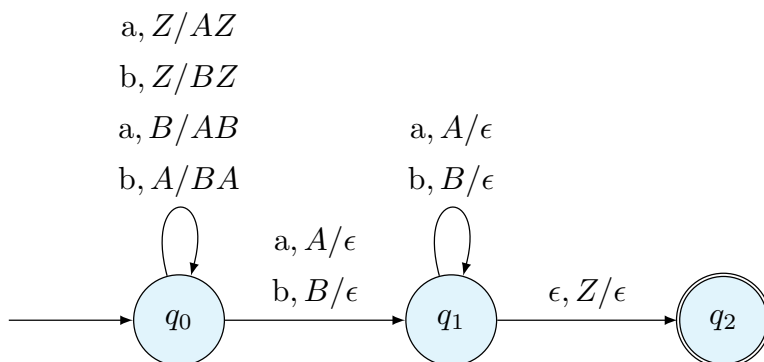 a, Z/AZ
b, Z/BZ
a, B/AB
b, A/BA
a, A/ϵ
b, B/ϵ
a, A/ϵ
b, B/ϵ
ϵ, Z/ϵ
q₀
q₁
q₂